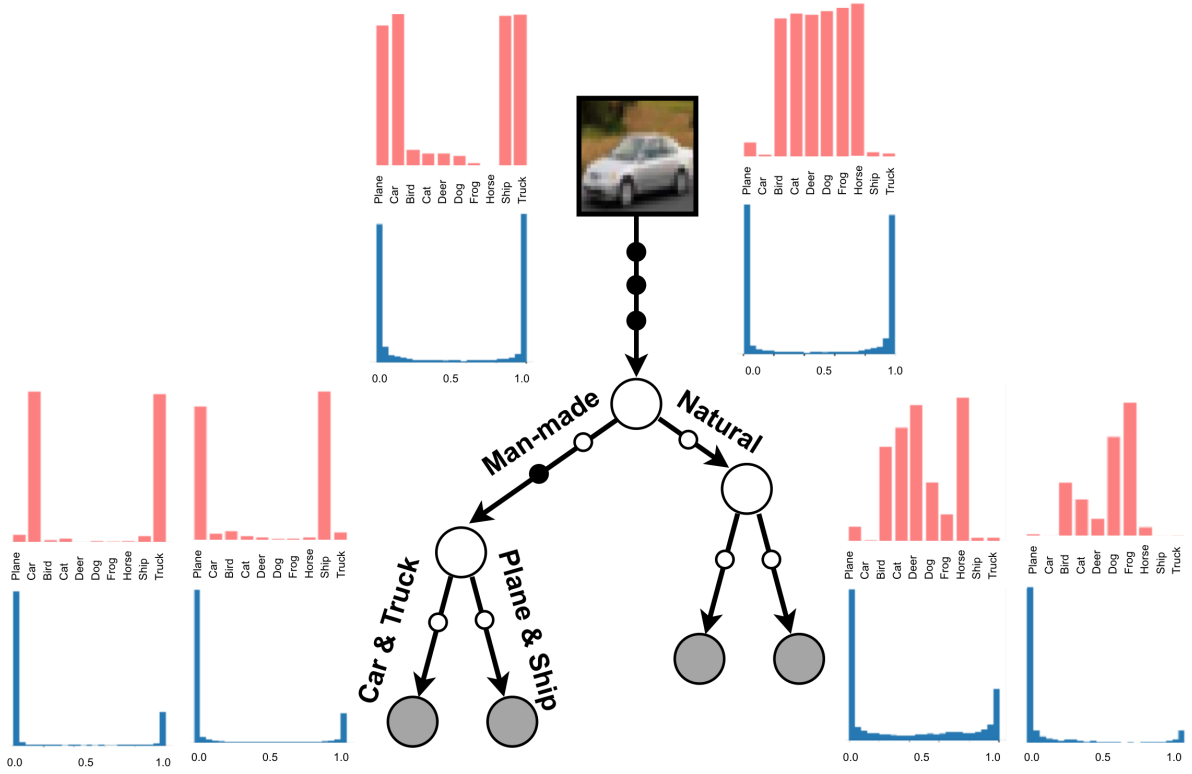 Plane Car Bird Cat Deer Dog Frog Horse Ship Truck
0.0 0.5 1.0
Plane Car Bird Cat Deer Dog Frog Horse Ship Truck
0.0 0.5 1.0
Man-made
Natural
Plane Car Bird Cat Deer Dog Frog Horse Ship Truck
0.0 0.5 1.0
Plane Car Bird Cat Deer Dog Frog Horse Ship Truck
0.0 0.5 1.0
Car & Truck
Plane & Ship
Plane Car Bird Cat Deer Dog Frog Horse Ship Truck
0.0 0.5 1.0
Plane Car Bird Cat Deer Dog Frog Horse Ship Truck
0.0 0.5 1.0